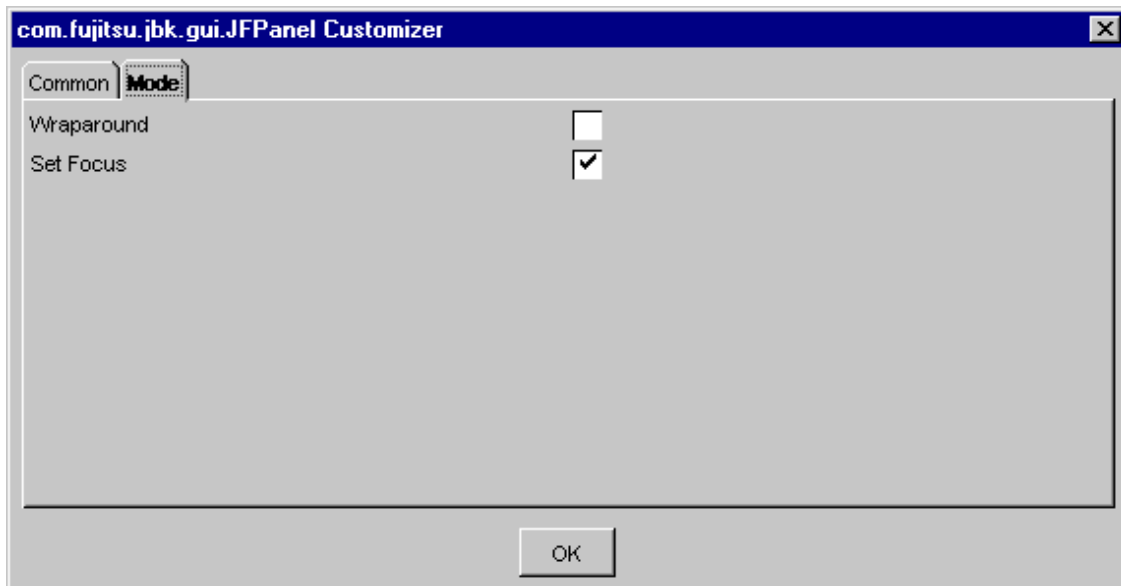 com.fujitsu.jbk.gui.JFPanel Customizer
Common Mode
Wraparound
Set Focus
OK